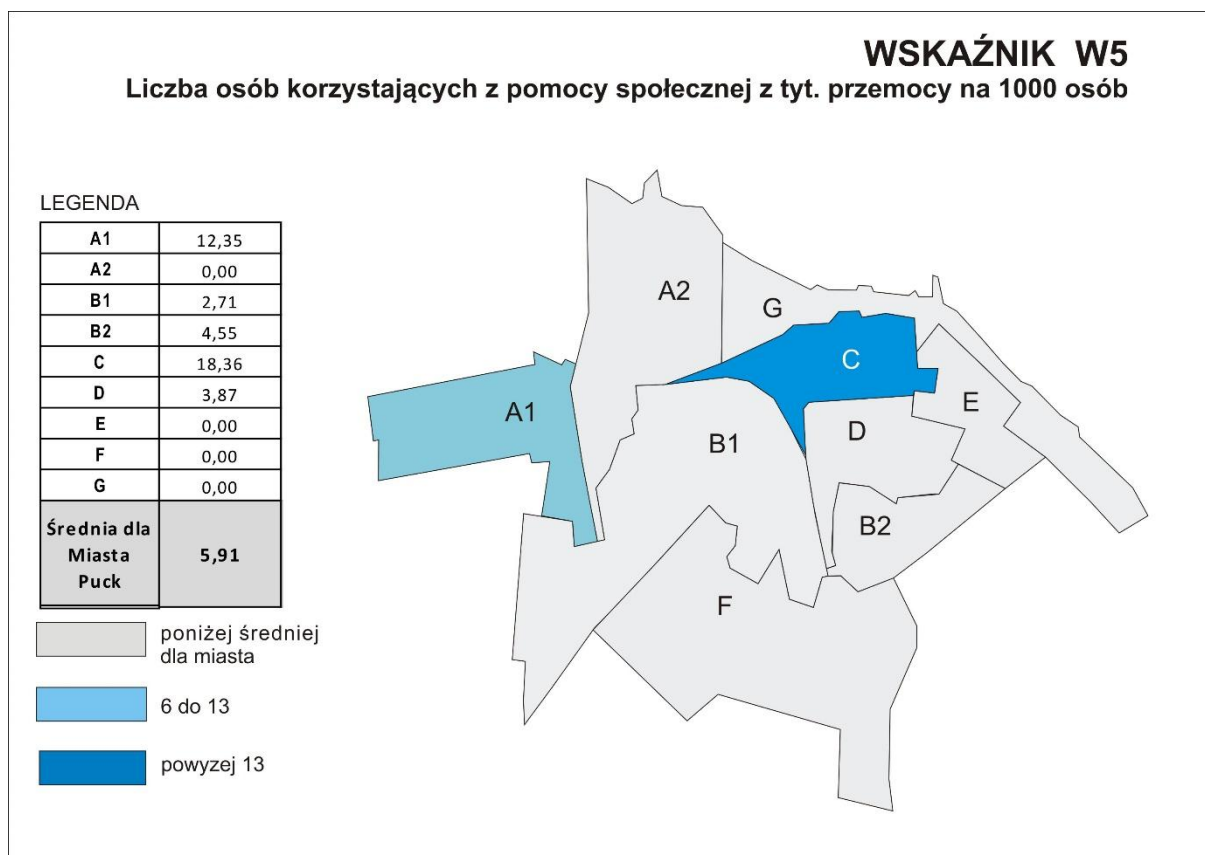 WSKAŹNIK W5
Liczba osób korzystających z pomocy społecznej z tyt. przemocy na 1000 osób
LEGENDA
A1 12,35
A2 0,00
B1 2,71
B2 4,55
C 18,36
D 3,87
E 0,00
F 0,00
G 0,00
Średnia dla
Miasta
Puck
5,91
poniżej średniej
dla miasta
6 do 13
powyzej 13
A2
G
C
A1
E
D
B1
B2
F